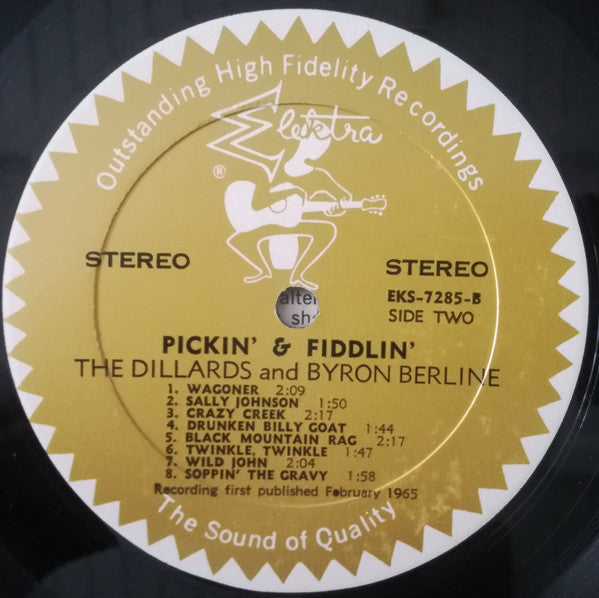 Outstanding High Fidelity Recordings
Elektra
®
STEREO
STEREO
EKS-7285-B
SIDE TWO
PICKIN' & FIDDLIN'
THE DILLARDS and BYRON BERLINE
1. WAGONER 2:09
2. SALLY JOHNSON 1:50
3. CRAZY CREEK 2:17
4. DRUNKEN BILLY GOAT 1:44
5. BLACK MOUNTAIN RAG 2:17
6. TWINKLE, TWINKLE 1:47
7. WILD JOHN 2:04
8. SOPPIN' THE GRAVY 1:58
Recording first published February 1965
The Sound of Quality